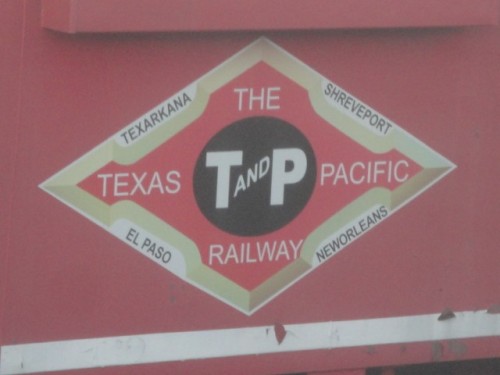 TEXARKANA
SHREVEPORT
THE
TEXAS
T AND P
PACIFIC
RAILWAY
EL PASO
NEWORLEANS